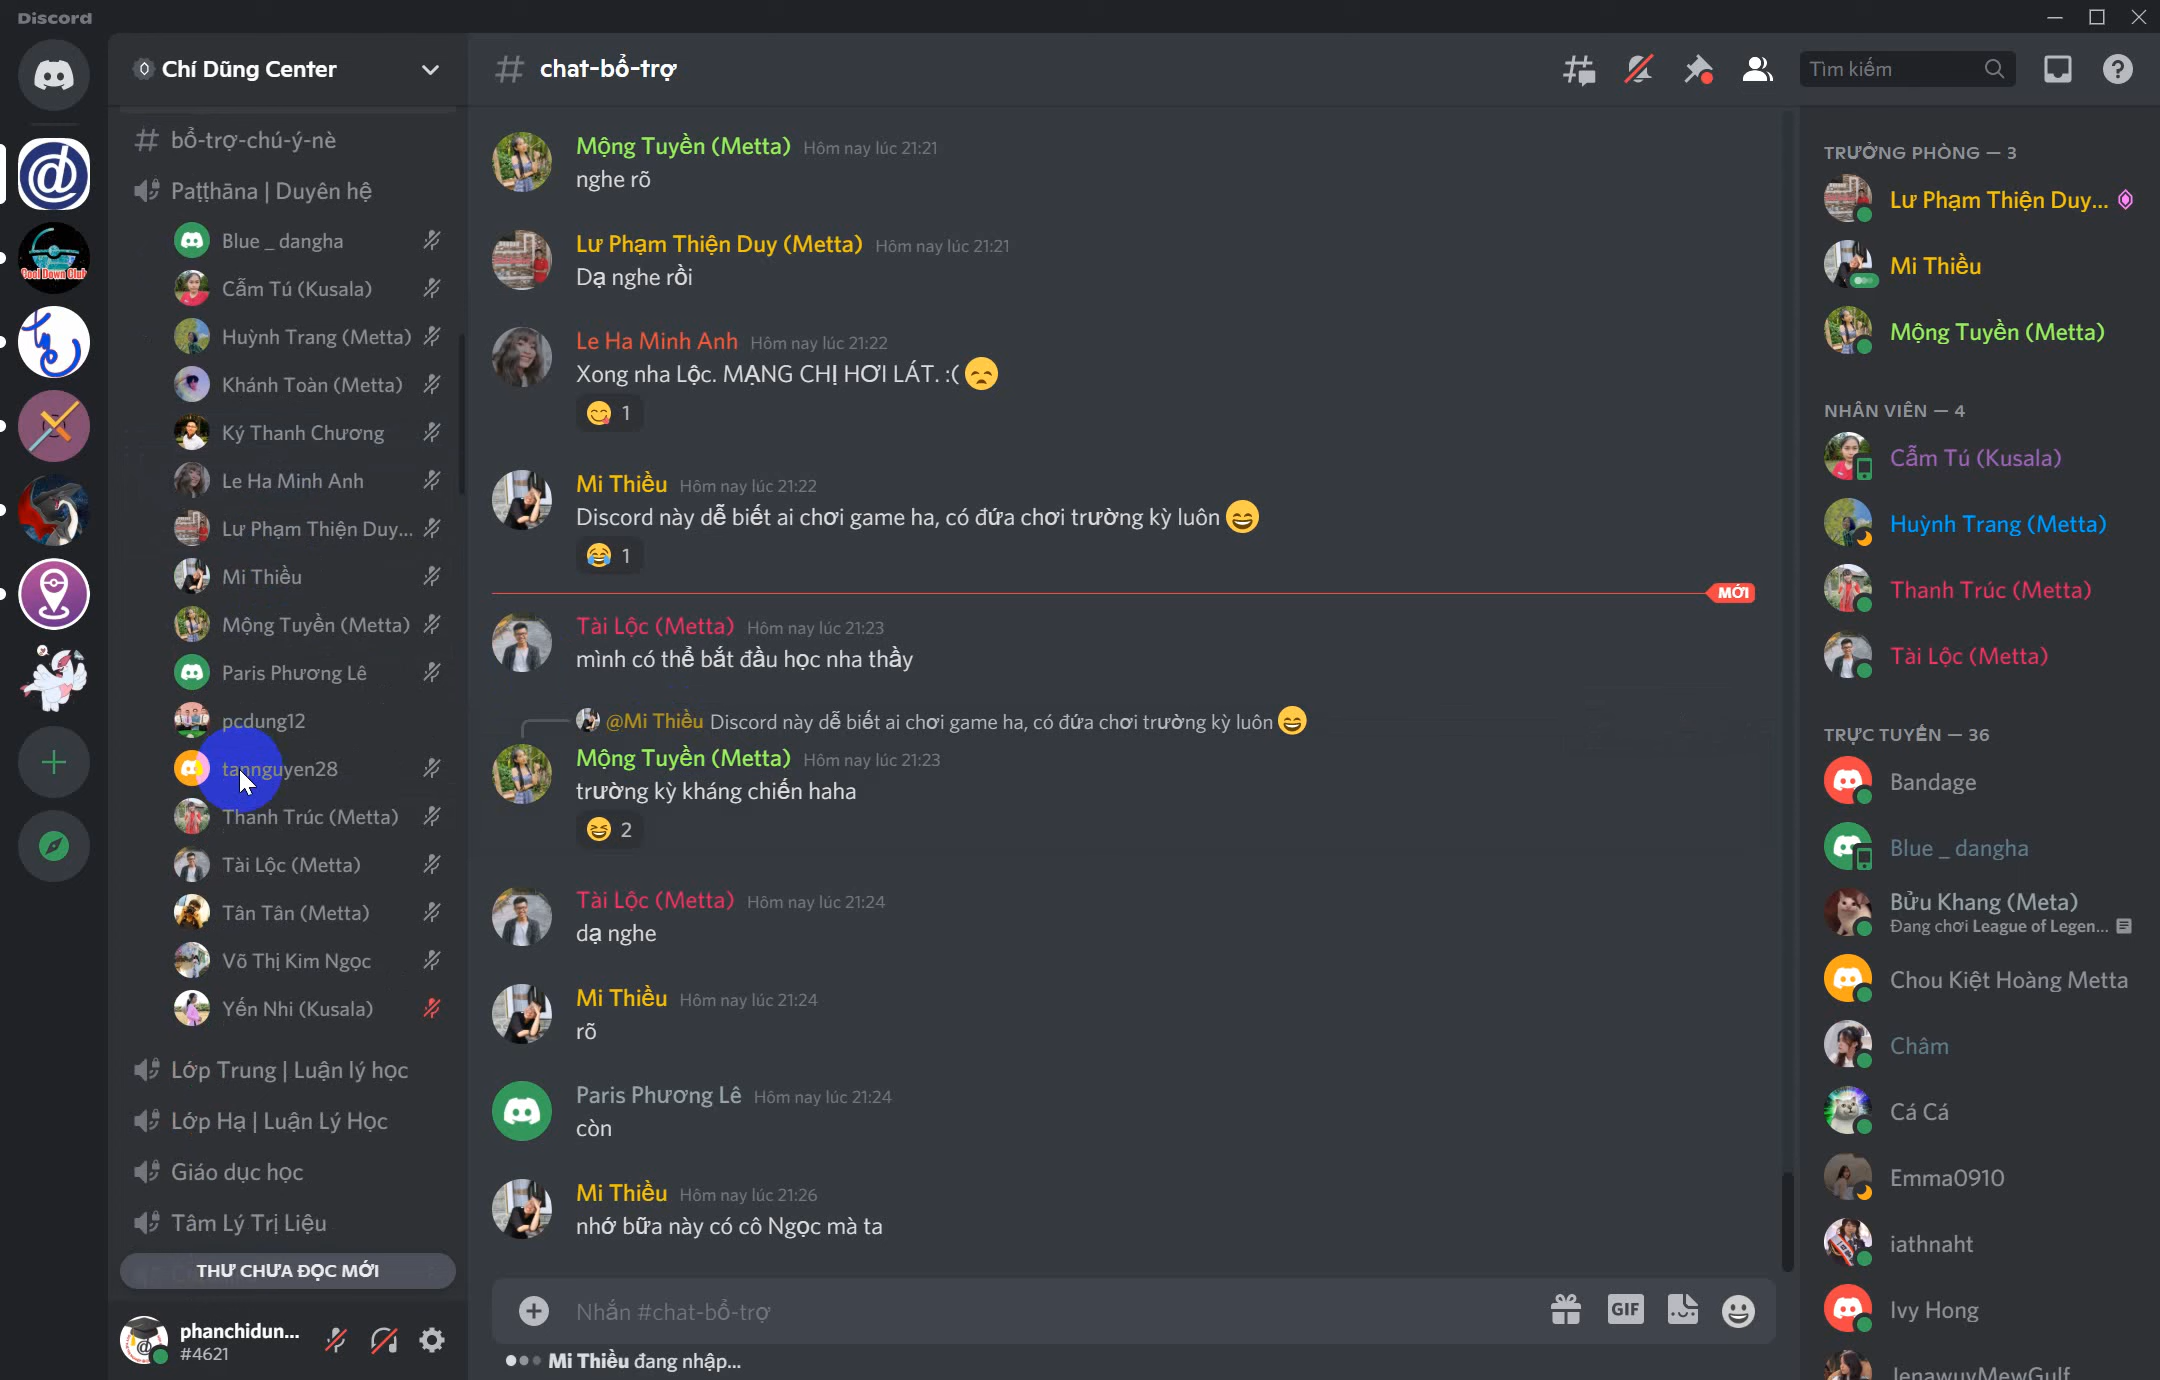 Discord
Chí Dũng Center
bổ-trợ-chú-ý-nè
Paṭṭhāna | Duyên hệ
Blue _ dangha
Cẫm Tú (Kusala)
Huỳnh Trang (Metta)
Khánh Toàn (Metta)
Ký Thanh Chương
Le Ha Minh Anh
Lư Phạm Thiện Duy...
Mi Thiều
Mộng Tuyền (Metta)
Paris Phương Lê
pcdung12
tannguyen28
Thanh Trúc (Metta)
Tài Lộc (Metta)
Tân Tân (Metta)
Võ Thị Kim Ngọc
Yến Nhi (Kusala)
Lớp Trung | Luận lý học
Lớp Hạ | Luận Lý Học
Giáo dục học
Tâm Lý Trị Liệu
THƯ CHƯA ĐỌC MỚI
phanchidun...
#4621
# chat-bổ-trợ
Tìm kiếm
Mộng Tuyền (Metta) Hôm nay lúc 21:21
nghe rõ
Lư Phạm Thiện Duy (Metta) Hôm nay lúc 21:21
Dạ nghe rồi
Le Ha Minh Anh Hôm nay lúc 21:22
Xong nha Lộc. MẠNG CHỊ HƠI LÁT. :( 😞
😋 1
Mi Thiều Hôm nay lúc 21:22
Discord này dễ biết ai chơi game ha, có đứa chơi trường kỳ luôn 😄
😂 1
MỚI
Tài Lộc (Metta) Hôm nay lúc 21:23
mình có thể bắt đầu học nha thầy
@Mi Thiều Discord này dễ biết ai chơi game ha, có đứa chơi trường kỳ luôn 😄
Mộng Tuyền (Metta) Hôm nay lúc 21:23
trường kỳ kháng chiến haha
😆 2
Tài Lộc (Metta) Hôm nay lúc 21:24
dạ nghe
Mi Thiều Hôm nay lúc 21:24
rõ
Paris Phương Lê Hôm nay lúc 21:24
còn
Mi Thiều Hôm nay lúc 21:26
nhớ bữa này có cô Ngọc mà ta
Nhắn #chat-bổ-trợ
GIF
Mi Thiều đang nhập...
TRƯỞNG PHÒNG — 3
Lư Phạm Thiện Duy...
Mi Thiều
Mộng Tuyền (Metta)
NHÂN VIÊN — 4
Cẫm Tú (Kusala)
Huỳnh Trang (Metta)
Thanh Trúc (Metta)
Tài Lộc (Metta)
TRỰC TUYẾN — 36
Bandage
Blue _ dangha
Bửu Khang (Meta)
Đang chơi League of Legen...
Chou Kiệt Hoàng Metta
Châm
Cá Cá
Emma0910
iathnaht
Ivy Hong